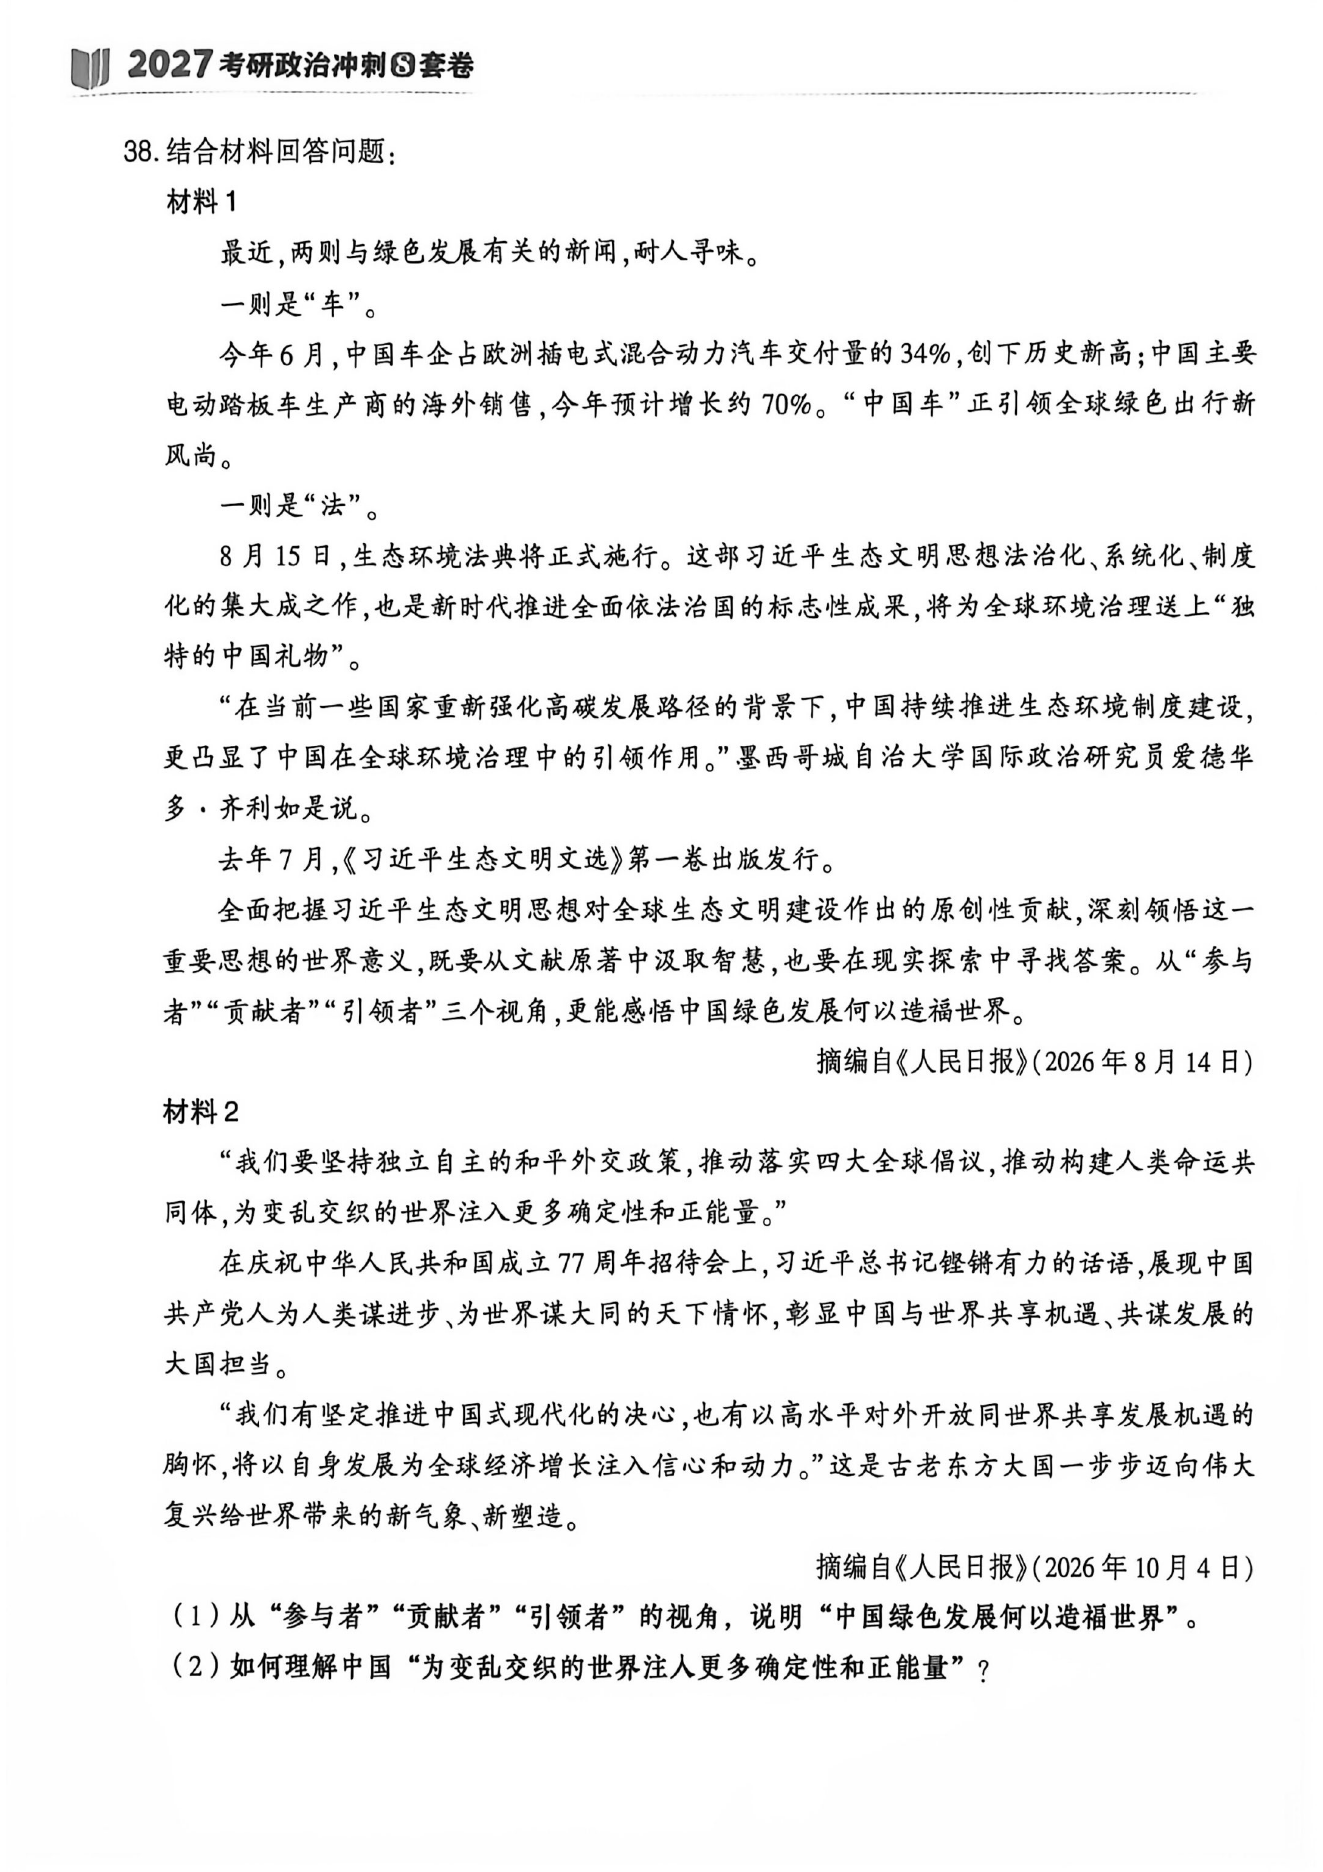 2027考研政治冲刺8套卷
38. 结合材料回答问题：
材料 1
最近，两则与绿色发展有关的新闻，耐人寻味。
一则是“车”。
今年 6 月，中国车企占欧洲插电式混合动力汽车交付量的 34%，创下历史新高；中国主要
电动踏板车生产商的海外销售，今年预计增长约 70%。“中国车”正引领全球绿色出行新
风尚。
一则是“法”。
8 月 15 日，生态环境法典将正式施行。这部习近平生态文明思想法治化、系统化、制度
化的集大成之作，也是新时代推进全面依法治国的标志性成果，将为全球环境治理送上“独
特的中国礼物”。
“在当前一些国家重新强化高碳发展路径的背景下，中国持续推进生态环境制度建设，
更凸显了中国在全球环境治理中的引领作用。”墨西哥城自治大学国际政治研究员爱德华
多·齐利如是说。
去年 7 月，《习近平生态文明文选》第一卷出版发行。
全面把握习近平生态文明思想对全球生态文明建设作出的原创性贡献，深刻领悟这一
重要思想的世界意义，既要从文献原著中汲取智慧，也要在现实探索中寻找答案。从“参与
者”“贡献者”“引领者”三个视角，更能感悟中国绿色发展何以造福世界。
摘编自《人民日报》（2026 年 8 月 14 日）
材料 2
“我们要坚持独立自主的和平外交政策，推动落实四大全球倡议，推动构建人类命运共
同体，为变乱交织的世界注入更多确定性和正能量。”
在庆祝中华人民共和国成立 77 周年招待会上，习近平总书记铿锵有力的话语，展现中国
共产党人为人类谋进步、为世界谋大同的天下情怀，彰显中国与世界共享机遇、共谋发展的
大国担当。
“我们有坚定推进中国式现代化的决心，也有以高水平对外开放同世界共享发展机遇的
胸怀，将以自身发展为全球经济增长注入信心和动力。”这是古老东方大国一步步迈向伟大
复兴给世界带来的新气象、新塑造。
摘编自《人民日报》（2026 年 10 月 4 日）
（1）从“参与者”“贡献者”“引领者”的视角，说明“中国绿色发展何以造福世界”。
（2）如何理解中国“为变乱交织的世界注入更多确定性和正能量”？